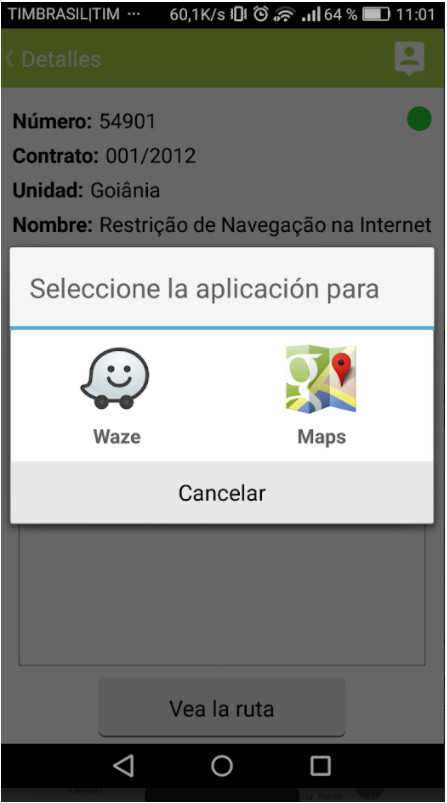 TIMBRASIL|TIM ··· 60,1K/s 64 % 11:01
Detalles
Número: 54901
Contrato: 001/2012
Unidad: Goiânia
Nombre: Restrição de Navegação na Internet
Seleccione la aplicación para
Waze Maps
Cancelar
Vea la ruta